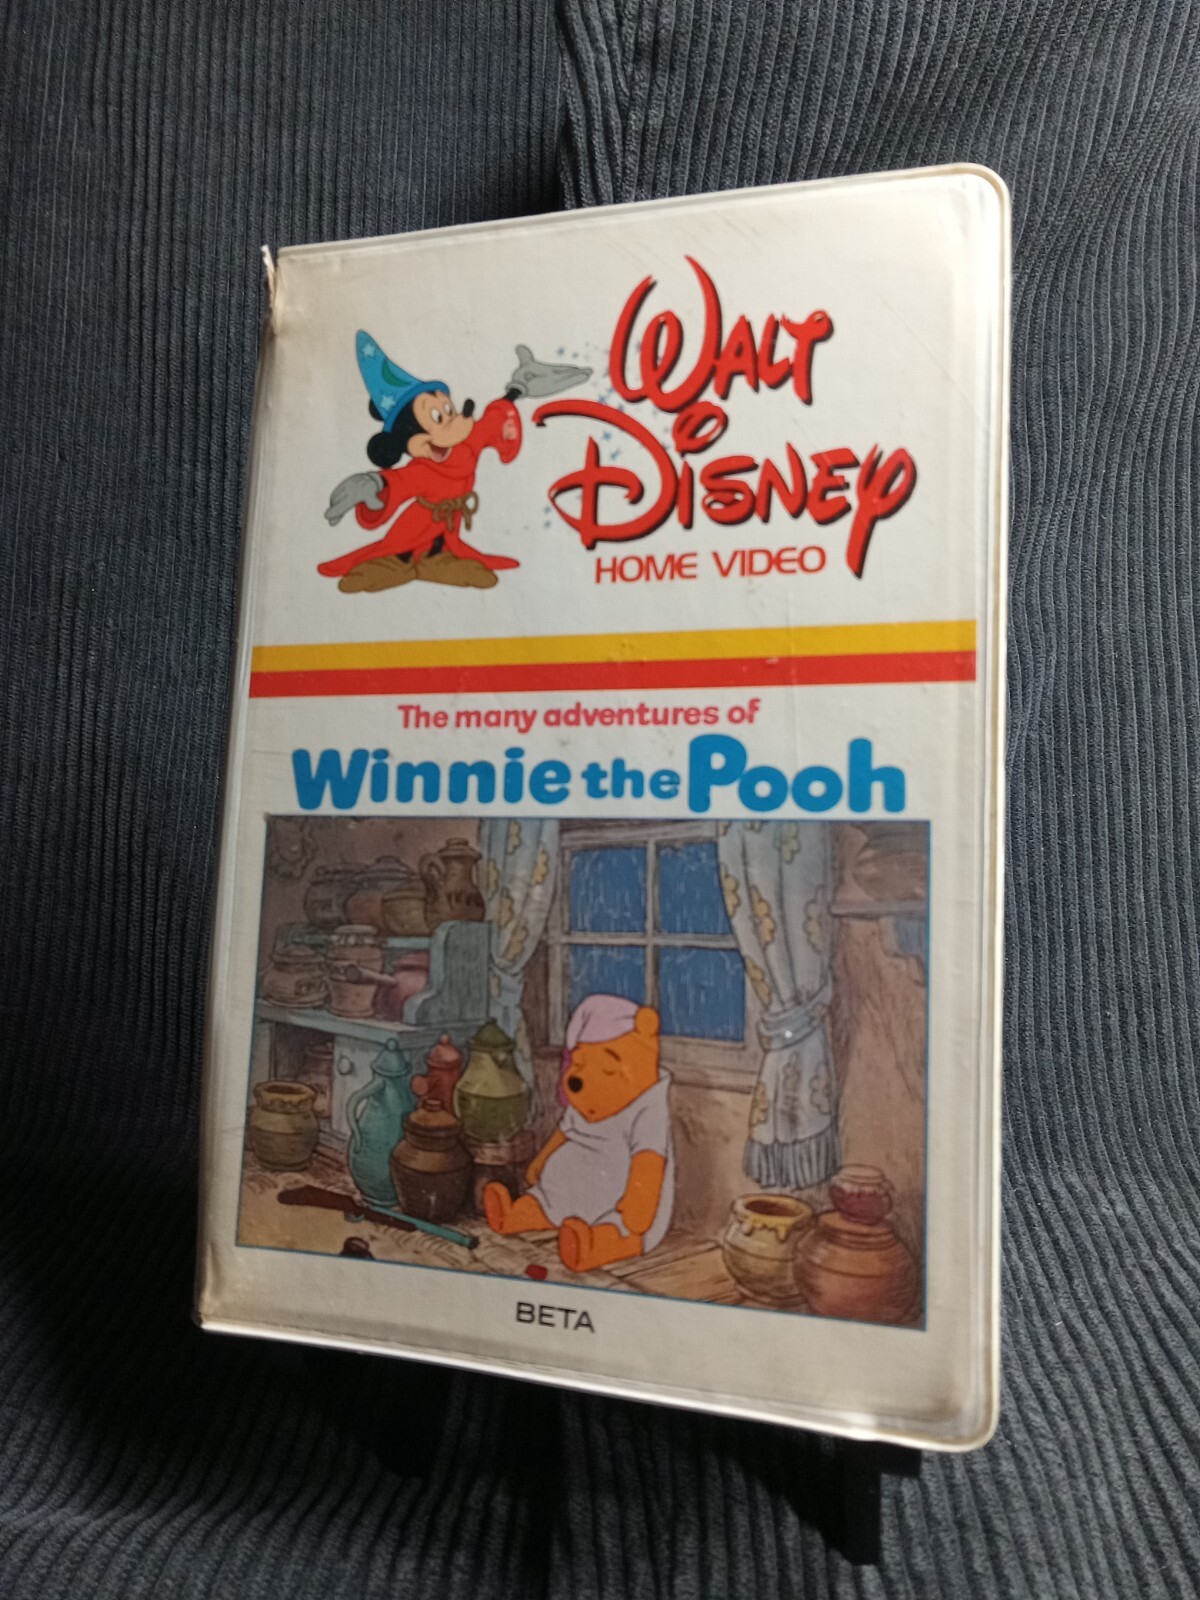 WALT
DISNEY
HOME VIDEO
The many adventures of
Winnie the Pooh
BETA